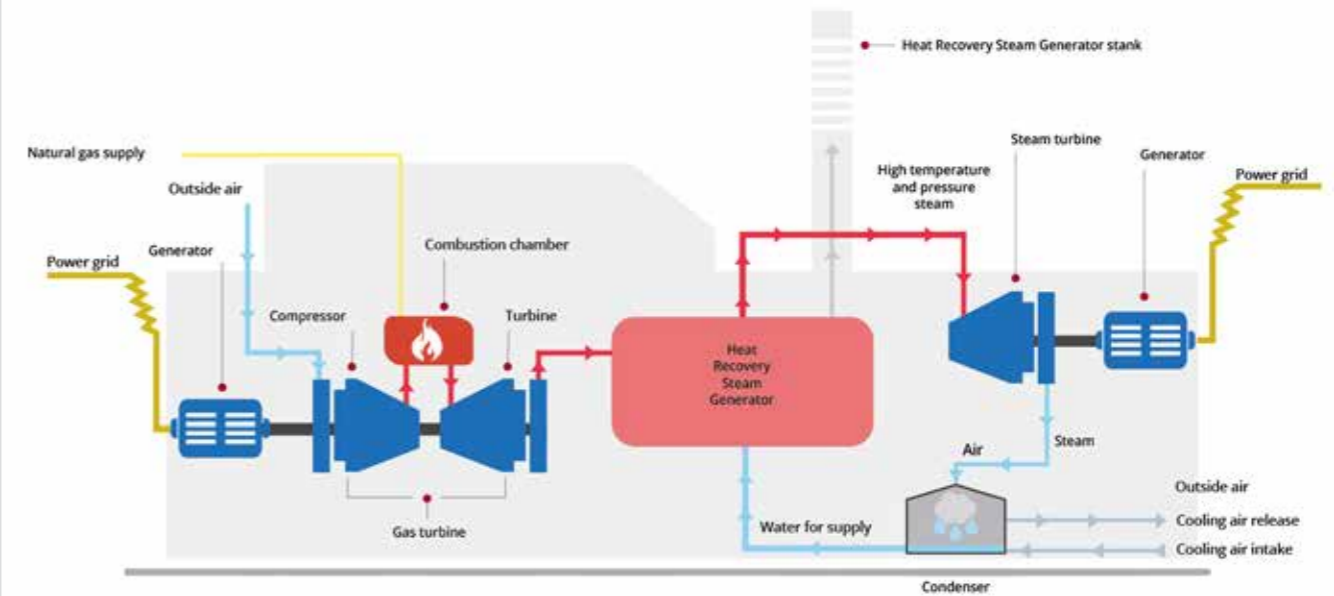 Heat Recovery Steam Generator stank
Natural gas supply
Outside air
Generator
Power grid
Compressor
Combustion chamber
Turbine
Gas turbine
Heat
Recovery
Steam
Generator
High temperature
and pressure
steam
Steam turbine
Generator
Power grid
Steam
Air
Water for supply
Outside air
Cooling air release
Cooling air intake
Condenser